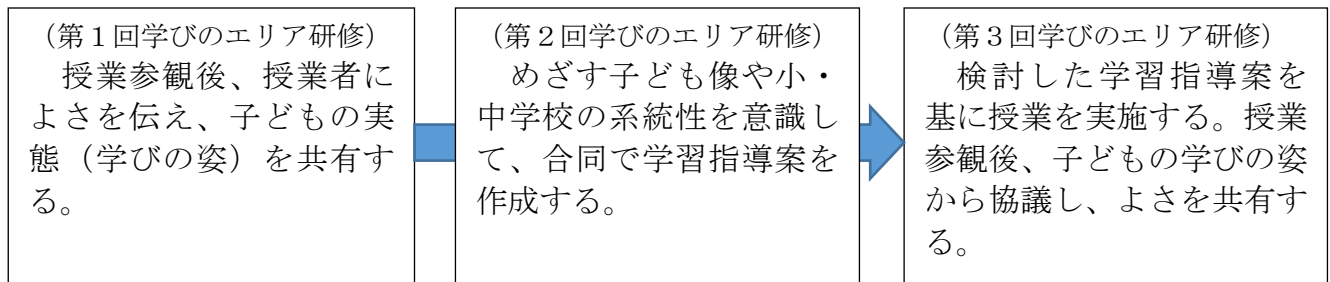 （第１回学びのエリア研修）
授業参観後、授業者に
よさを伝え、子どもの実
態（学びの姿）を共有す
る。
（第２回学びのエリア研修）
めざす子ども像や小・
中学校の系統性を意識し
て、合同で学習指導案を
作成する。
（第３回学びのエリア研修）
検討した学習指導案を
基に授業を実施する。授業
参観後、子どもの学びの姿
から協議し、よさを共有す
る。